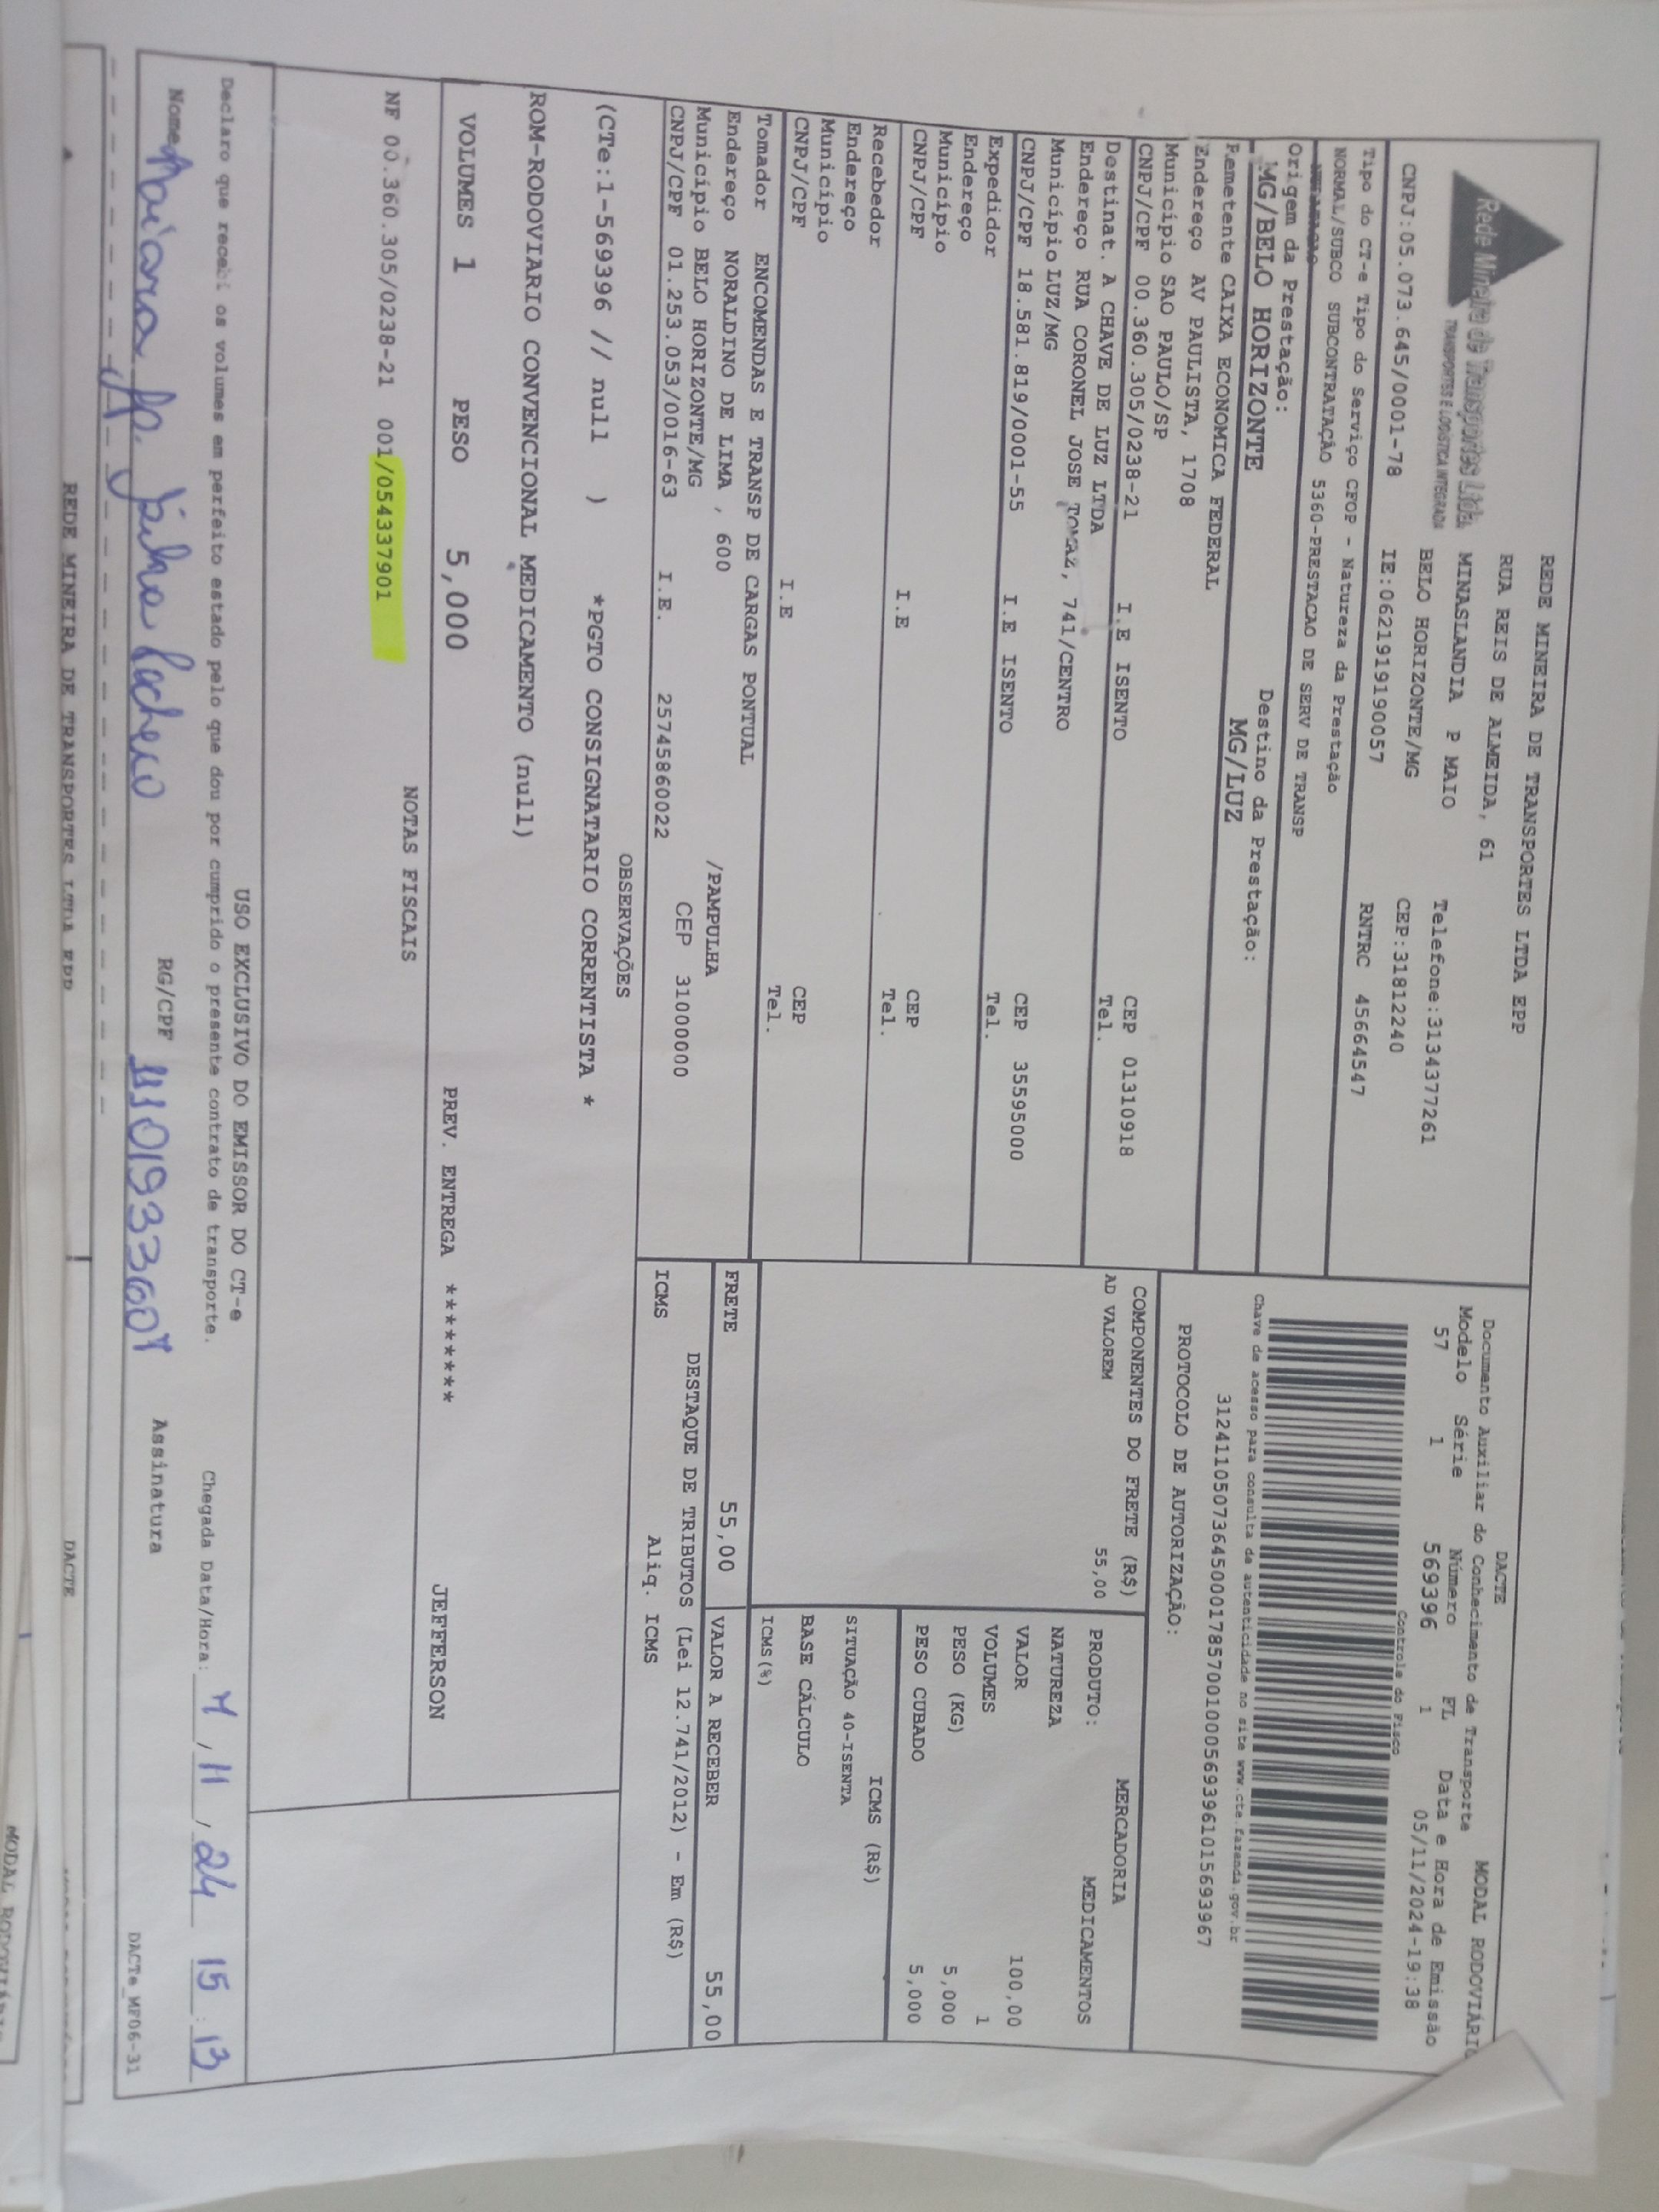 Rede Mineira de Transportes Ltda.
TRANSPORTES E LOGÍSTICA INTEGRADA
REDE MINEIRA DE TRANSPORTES LTDA EPP
RUA REIS DE ALMEIDA, 61
MINASLANDIA P MAIO Telefone:3134377261
BELO HORIZONTE/MG CEP:31812240
CNPJ:05.073.645/0001-78 IE:0621919190057 RNTRC 45664547
Tipo do CT-e Tipo do Serviço CFOP - Natureza da Prestação
NORMAL/SUBCO SUBCONTRATAÇÃO 5360-PRESTACAO DE SERV DE TRANSP
Origem da Prestação: Destino da Prestação:
MG/BELO HORIZONTE MG/LUZ
DACTE
Documento Auxiliar do Conhecimento de Transporte MODAL RODOVIÁRIO
Modelo Série Número FL Data e Hora de Emissão
57 1 569396 1 05/11/2024-19:38
Controle do Fisco
Chave de acesso para consulta de autenticidade no site www.cte.fazenda.gov.br
31241105073645000178570010005693961015693967
PROTOCOLO DE AUTORIZAÇÃO:
Remetente CAIXA ECONOMICA FEDERAL
Endereço AV PAULISTA, 1708
Município SAO PAULO/SP CEP 01310918
CNPJ/CPF 00.360.305/0238-21 I.E ISENTO Tel.
Destinat. A CHAVE DE LUZ LTDA
Endereço RUA CORONEL JOSE TOMAZ, 741/CENTRO
Município LUZ/MG CEP 35595000
CNPJ/CPF 18.581.819/0001-55 I.E ISENTO Tel.
Expedidor
Endereço
Município CEP
CNPJ/CPF I.E Tel.
Recebedor
Endereço
Município CEP
CNPJ/CPF I.E Tel.
Tomador ENCOMENDAS E TRANSP DE CARGAS PONTUAL
Endereço NORALDINO DE LIMA , 600 /PAMPULHA
Município BELO HORIZONTE/MG CEP 31000000
CNPJ/CPF 01.253.053/0016-63 I.E. 25745860022
COMPONENTES DO FRETE (R$)
AD VALOREM 55,00
MERCADORIA
PRODUTO: MEDICAMENTOS
NATUREZA
VALOR 100,00
VOLUMES 1
PESO (KG) 5,000
PESO CUBADO 5,000
ICMS (R$)
SITUAÇÃO 40-ISENTA
BASE CÁLCULO
ICMS(%)
FRETE 55,00 VALOR A RECEBER 55,00
DESTAQUE DE TRIBUTOS (Lei 12.741/2012) - Em (R$)
ICMS Aliq. ICMS
OBSERVAÇÕES
(CTe:1-569396 // null ) *PGTO CONSIGNATARIO CORRENTISTA *
ROM-RODOVIARIO CONVENCIONAL MEDICAMENTO (null)
VOLUMES 1 PESO 5,000 PREV. ENTREGA ******** JEFFERSON
NOTAS FISCAIS
NF 00.360.305/0238-21 001/054337901
USO EXCLUSIVO DO EMISSOR DO CT-e
Declaro que recebi os volumes em perfeito estado pelo que dou por cumprido o presente contrato de transporte. Chegada Data/Hora: 7/11/24 15:13
Nome RG/CPF Assinatura
DACTe_MF06-31
REDE MINEIRA DE TRANSPORTES LTDA EPP DACTE